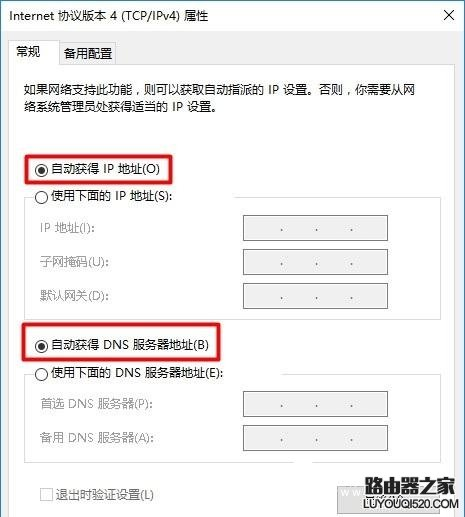 Internet 协议版本 4 (TCP/IPv4) 属性
常规
备用配置
如果网络支持此功能，则可以获取自动指派的 IP 设置。否则，你需要从网
络系统管理员处获得适当的 IP 设置。
自动获得 IP 地址(O)
使用下面的 IP 地址(S):
IP 地址(I):
子网掩码(U):
默认网关(D):
自动获得 DNS 服务器地址(B)
使用下面的 DNS 服务器地址(E):
首选 DNS 服务器(P):
备用 DNS 服务器(A):
退出时验证设置(L)
路由器之家
LUYOUQI520.COM